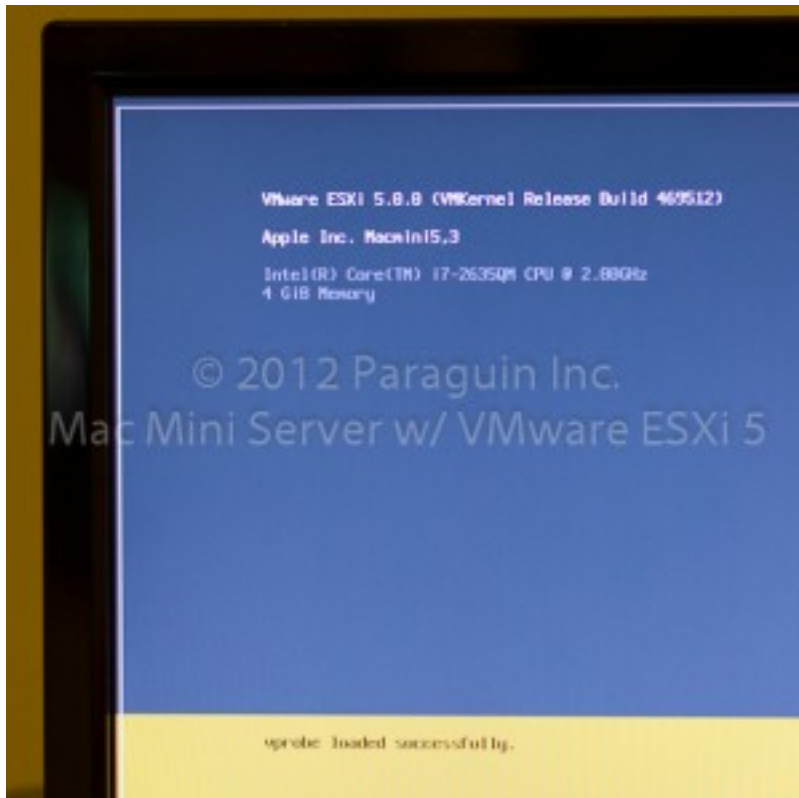 VMware ESXi 5.0.0 (VMKernel Release Build 469512)
Apple Inc. Macmini5,3
Intel(R) Core(TM) i7-2635QM CPU @ 2.00GHz
4 GiB Memory
© 2012 Paraguin Inc.
Mac Mini Server w/ VMware ESXi 5
vprobe loaded successfully.